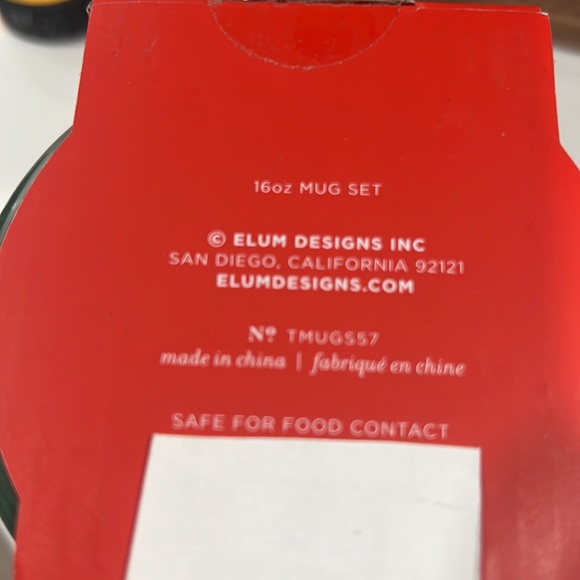 16oz MUG SET
© ELUM DESIGNS INC
SAN DIEGO, CALIFORNIA 92121
ELUMDESIGNS.COM
Nº TMUGS57
made in china | fabriqué en chine
SAFE FOR FOOD CONTACT